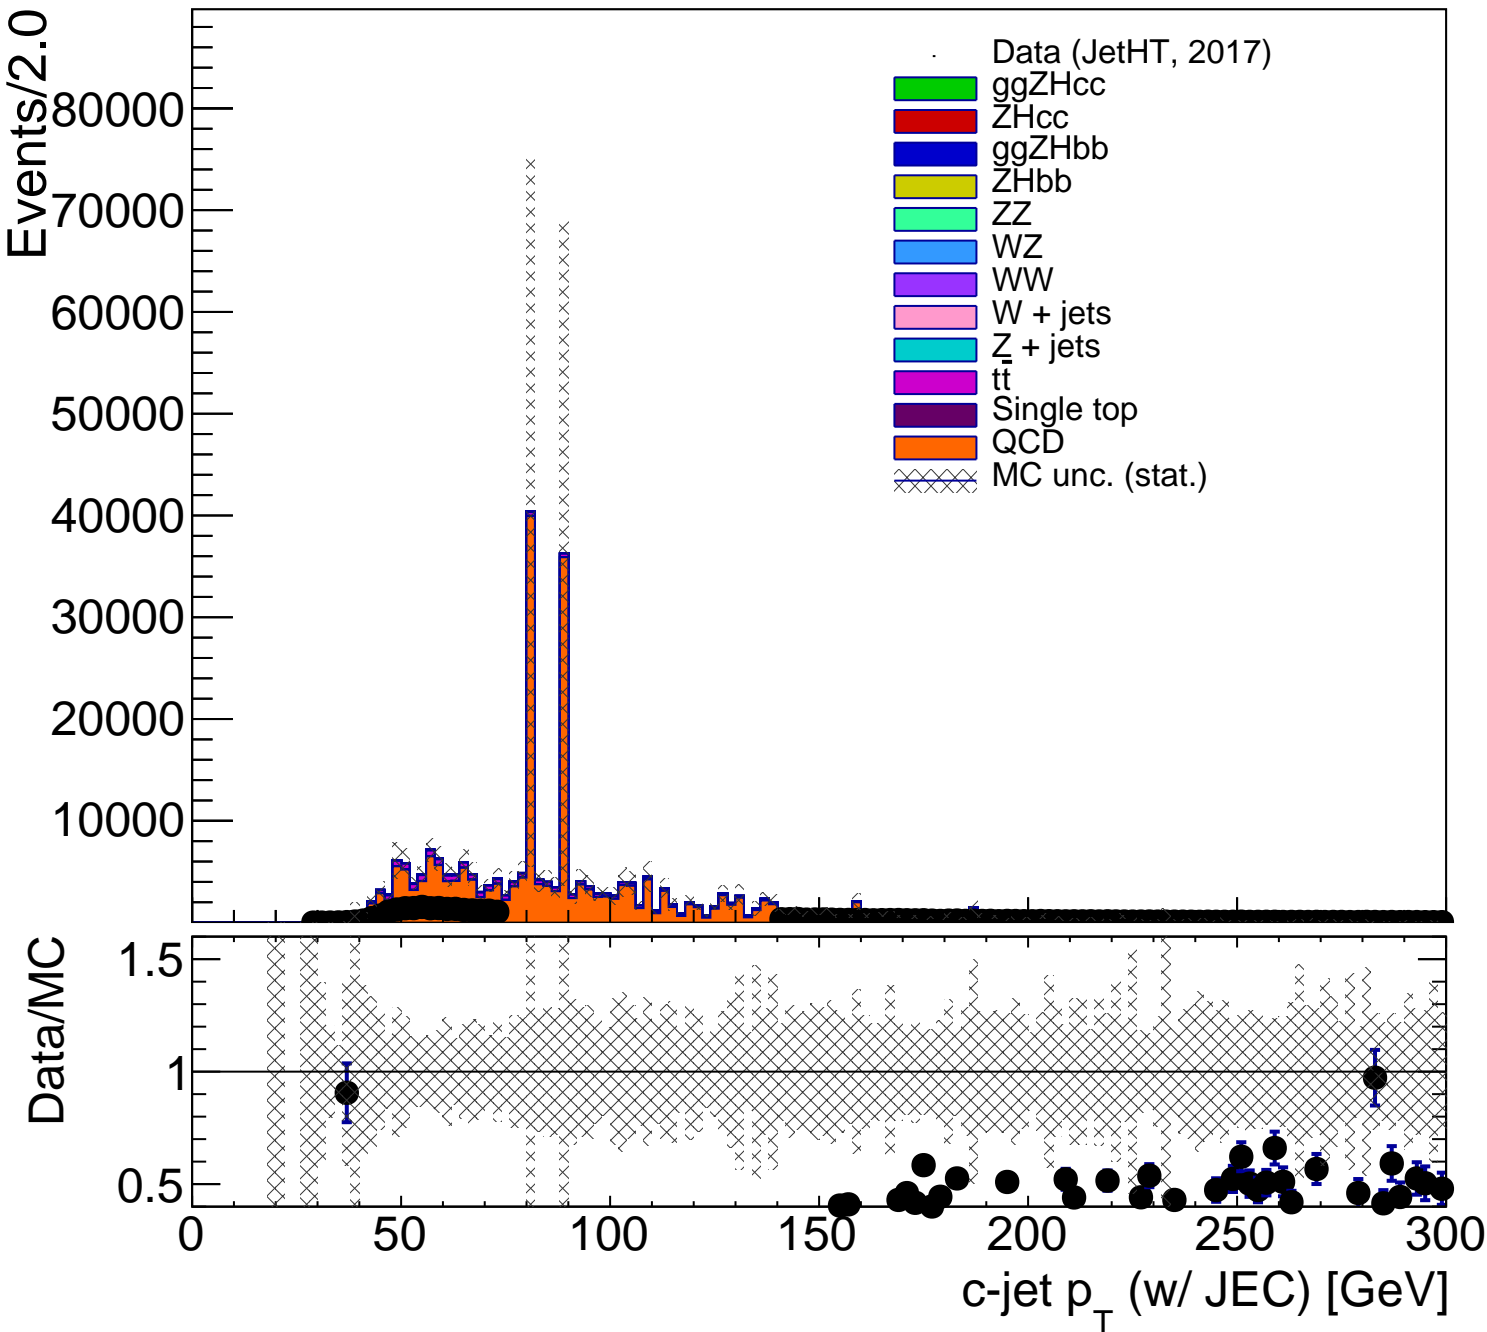 Events/2.0
80000
70000
60000
50000
40000
30000
20000
10000
Data (JetHT, 2017)
ggZHcc
ZHcc
ggZHbb
ZHbb
ZZ
WZ
WW
W + jets
Z + jets
tt̄
Single top
QCD
MC unc. (stat.)
Data/MC
1.5
1
0.5
0 50 100 150 200 250 300
c-jet p_T (w/ JEC) [GeV]